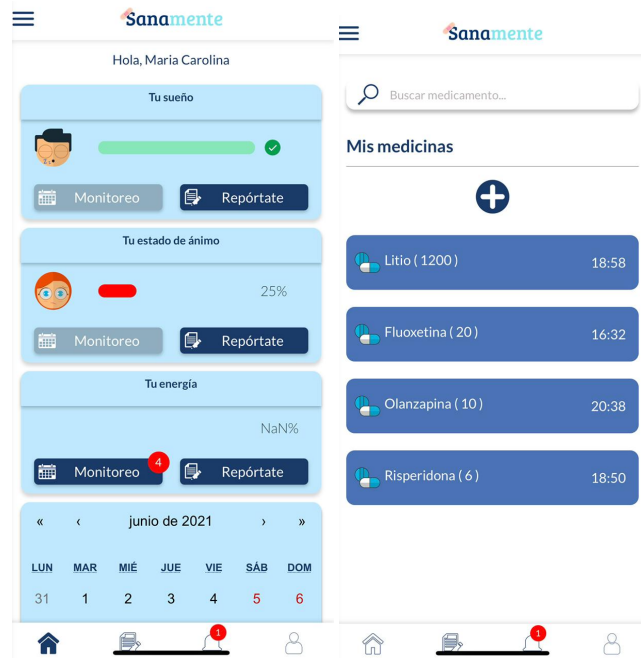 Sanamente
Hola, Maria Carolina
Tu sueño
Monitoreo
Repórtate
Tu estado de ánimo
25%
Monitoreo
Repórtate
Tu energía
NaN%
Monitoreo
4
Repórtate
« ‹ junio de 2021 › »
LUN MAR MIÉ JUE VIE SÁB DOM
31 1 2 3 4 5 6
1
Sanamente
Buscar medicamento...
Mis medicinas
Litio ( 1200 ) 18:58
Fluoxetina ( 20 ) 16:32
Olanzapina ( 10 ) 20:38
Risperidona ( 6 ) 18:50
1